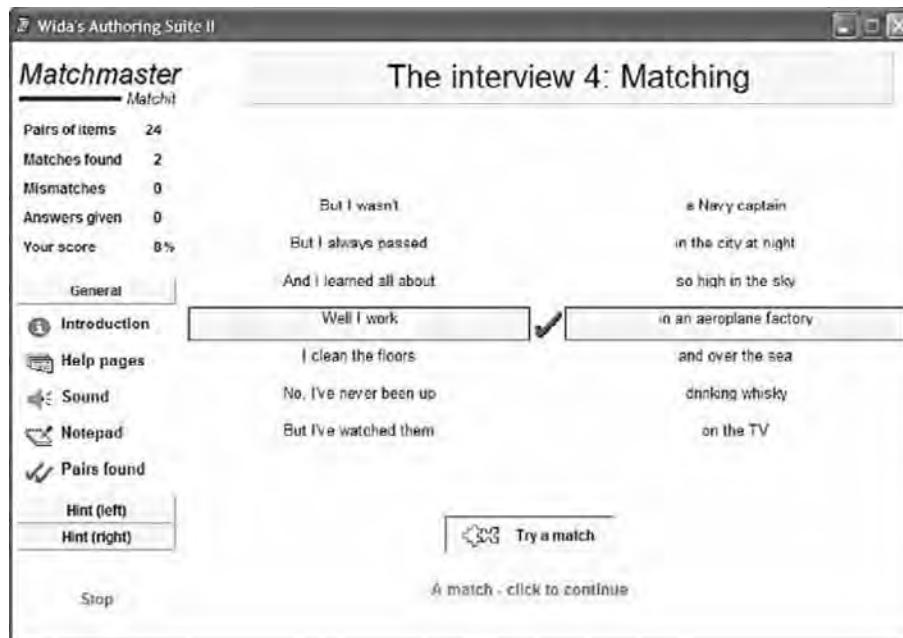 Wida's Authoring Suite II
Matchmaster
Matchit
Pairs of items 24
Matches found 2
Mismatches 0
Answers given 0
Your score 8%
General
Introduction
Help pages
Sound
Notepad
Pairs found
Hint (left)
Hint (right)
Stop
The interview 4: Matching
But I wasn't a Navy captain
But I always passed in the city at night
And I learned all about so high in the sky
Well I work in an aeroplane factory
I clean the floors and over the sea
No, I've never been up drinking whisky
But I've watched them on the TV
Try a match
A match - click to continue